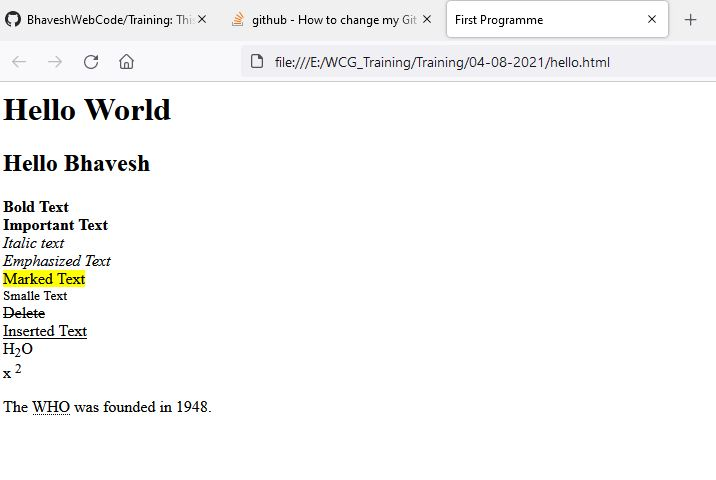 BhaveshWebCode/Training: This
github - How to change my Git
First Programme
file:///E:/WCG_Training/Training/04-08-2021/hello.html
Hello World
Hello Bhavesh
Bold Text
Important Text
Italic text
Emphasized Text
Marked Text
Smalle Text
Delete
Inserted Text
H₂O
x ²
The WHO was founded in 1948.